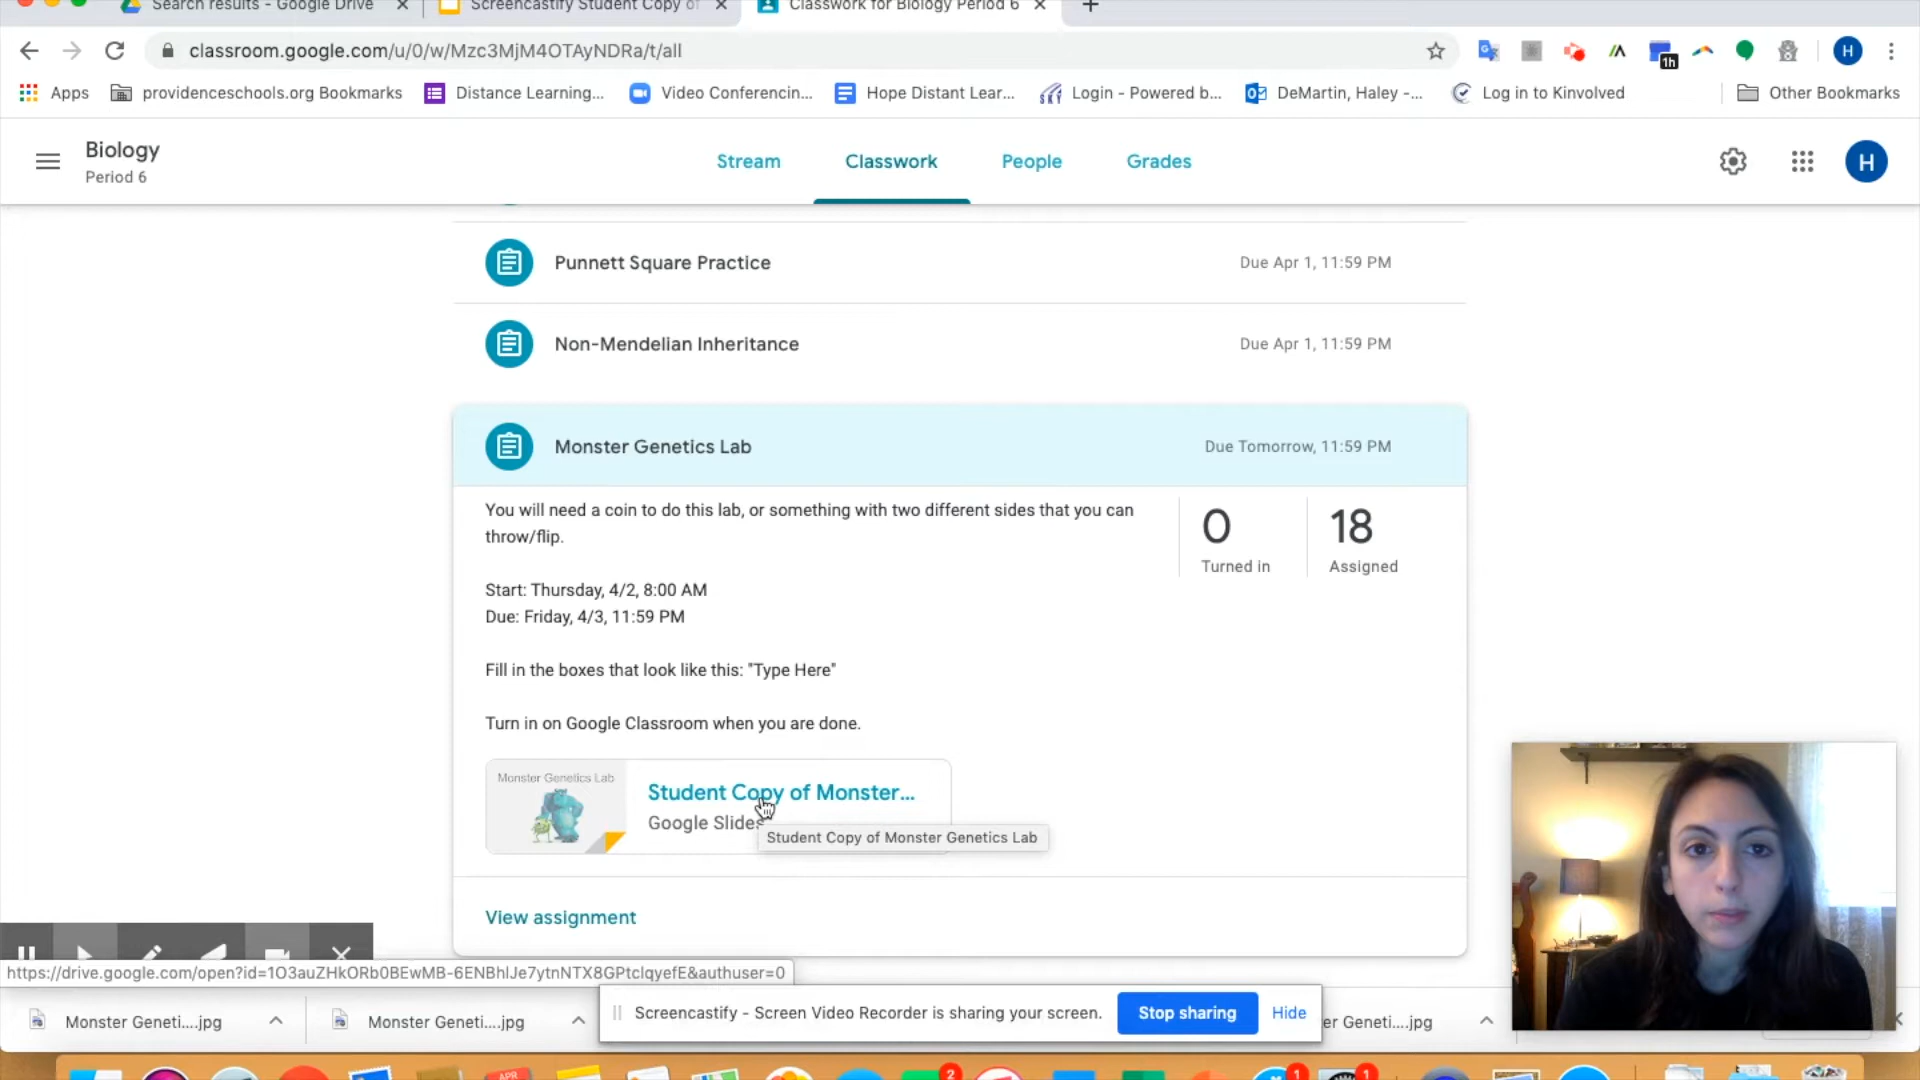 Search results - Google Drive
Screencastify Student Copy of
Classwork for Biology Period 6
classroom.google.com/u/0/w/Mzc3MjM4OTAyNDRa/t/all
1h
H
Apps
providenceschools.org Bookmarks
Distance Learning...
Video Conferencin...
Hope Distant Lear...
Login - Powered b...
DeMartin, Haley -...
Log in to Kinvolved
Other Bookmarks
Biology
Period 6
Stream
Classwork
People
Grades
H
Punnett Square Practice
Due Apr 1, 11:59 PM
Non-Mendelian Inheritance
Due Apr 1, 11:59 PM
Monster Genetics Lab
Due Tomorrow, 11:59 PM
You will need a coin to do this lab, or something with two different sides that you can
throw/flip.
0
Turned in
18
Assigned
Start: Thursday, 4/2, 8:00 AM
Due: Friday, 4/3, 11:59 PM
Fill in the boxes that look like this: "Type Here"
Turn in on Google Classroom when you are done.
Monster Genetics Lab
Student Copy of Monster...
Google Slides
Student Copy of Monster Genetics Lab
View assignment
https://drive.google.com/open?id=1O3auZHkORb0BEwMB-6ENBhlJe7ytnNTX8GPtclqyefE&authuser=0
Monster Geneti....jpg
Monster Geneti....jpg
Screencastify - Screen Video Recorder is sharing your screen.
Stop sharing
Hide
er Geneti....jpg
APR
2
1
1